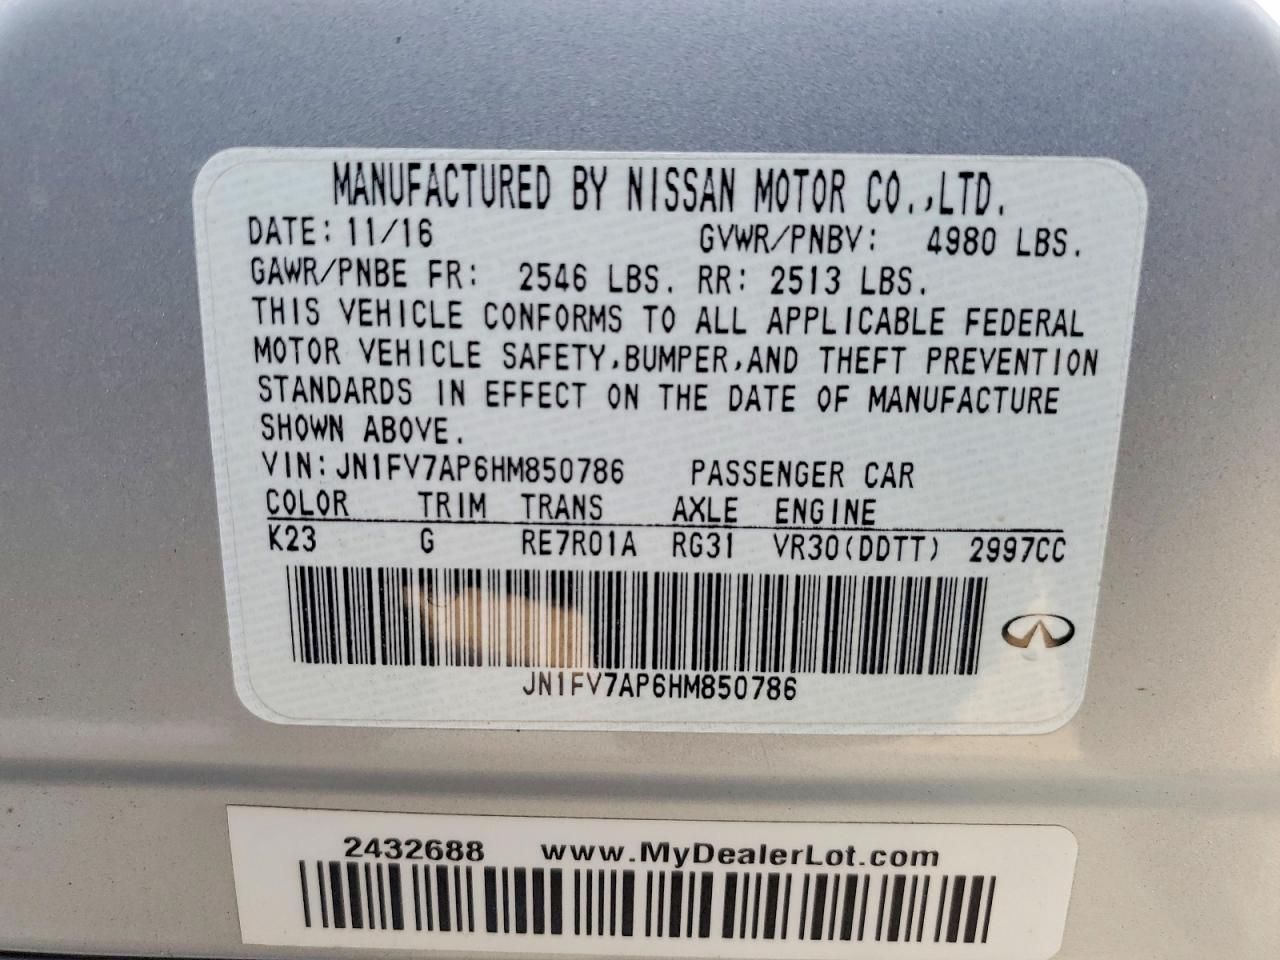 MANUFACTURED BY NISSAN MOTOR CO.,LTD.
DATE: 11/16 GVWR/PNBV: 4980 LBS.
GAWR/PNBE FR: 2546 LBS. RR: 2513 LBS.
THIS VEHICLE CONFORMS TO ALL APPLICABLE FEDERAL
MOTOR VEHICLE SAFETY,BUMPER,AND THEFT PREVENTION
STANDARDS IN EFFECT ON THE DATE OF MANUFACTURE
SHOWN ABOVE.
VIN: JN1FV7AP6HM850786 PASSENGER CAR
COLOR TRIM TRANS AXLE ENGINE
K23 G RE7R01A RG31 VR30(DDTT) 2997CC
JN1FV7AP6HM850786
2432688 www.MyDealerLot.com